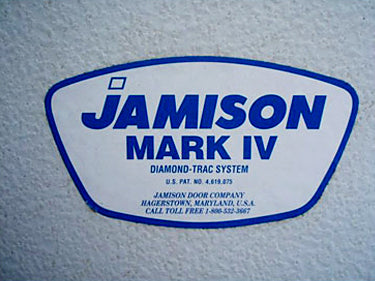 JAMISON
MARK IV
DIAMOND-TRAC SYSTEM
U.S. PAT. NO. 4,619,075
JAMISON DOOR COMPANY
HAGERSTOWN, MARYLAND, U.S.A.
CALL TOLL FREE 1-800-532-3667